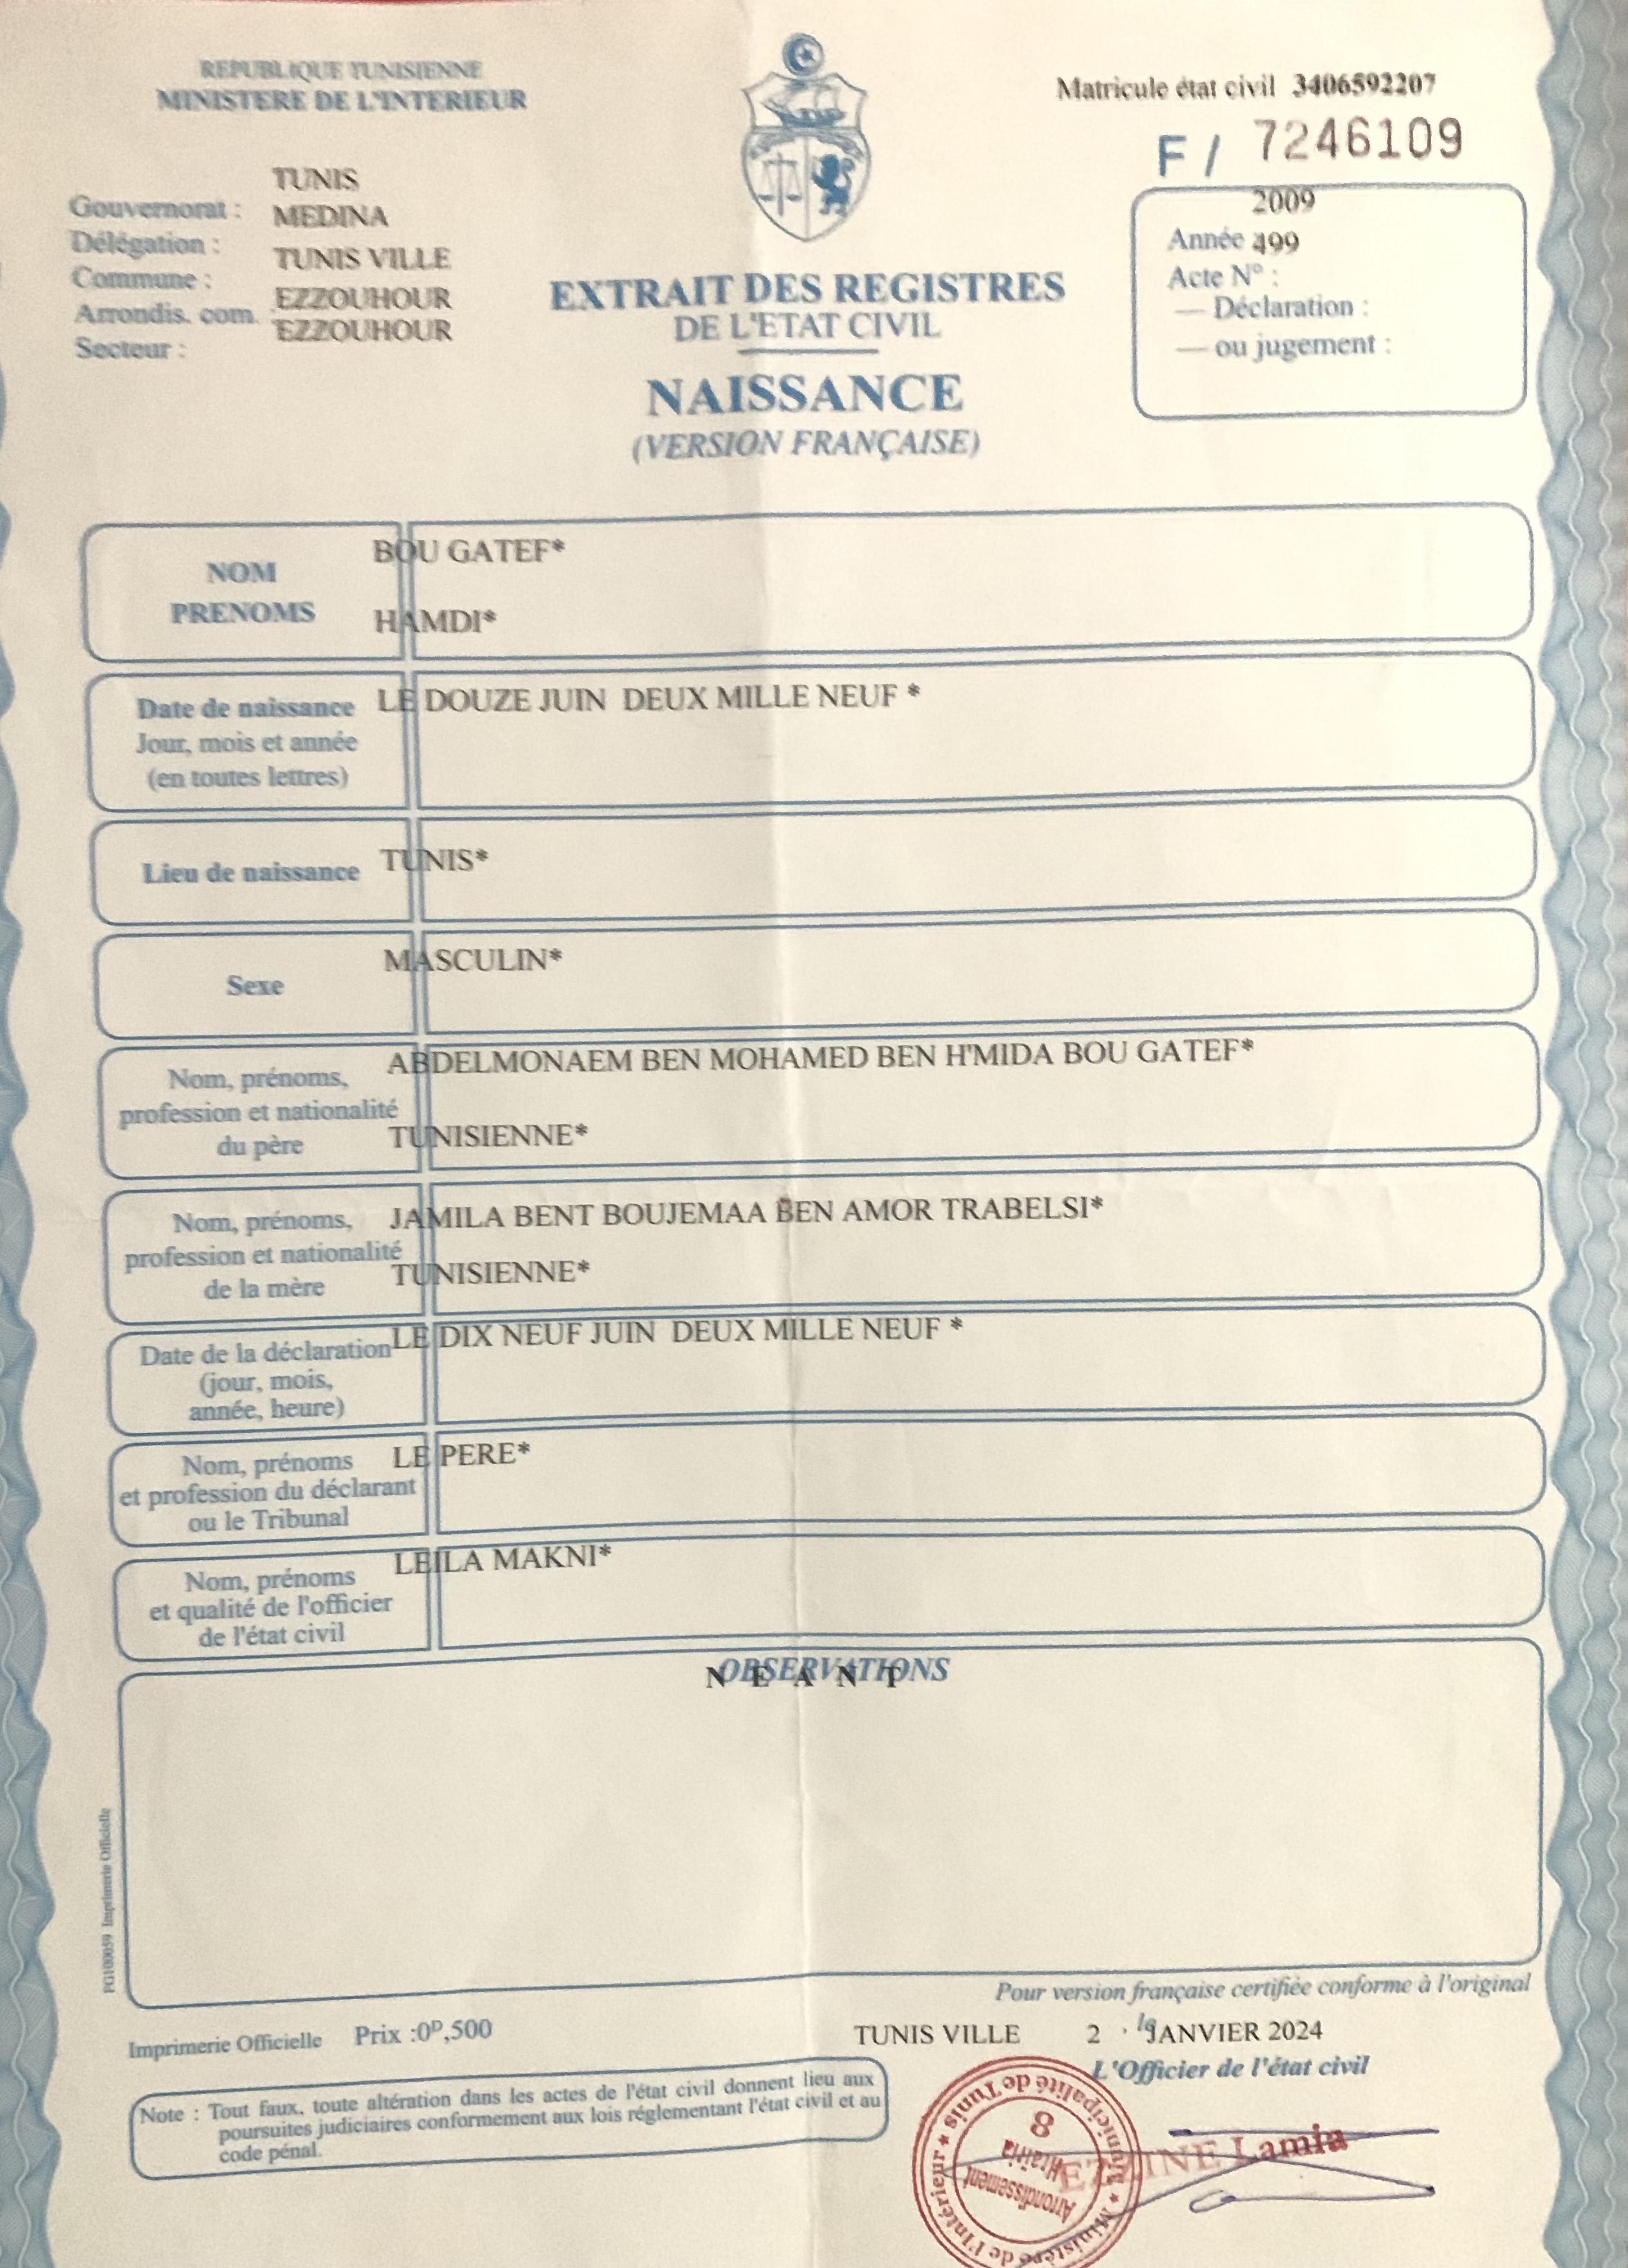 REPUBLIQUE TUNISIENNE
MINISTERE DE L'INTERIEUR
Matricule état civil 3406592207
F / 7246109
TUNIS
Gouvernorat :
MEDINA
Délégation :
TUNIS VILLE
Commune :
EZZOUHOUR
Arrondis. com.
EZZOUHOUR
Secteur :
2009
Année 499
Acte N° :
— Déclaration :
— ou jugement :
EXTRAIT DES REGISTRES
DE L'ETAT CIVIL
NAISSANCE
(VERSION FRANÇAISE)
NOM
BOU GATEF*
PRENOMS
HAMDI*
Date de naissance
Jour, mois et année
(en toutes lettres)
LE DOUZE JUIN DEUX MILLE NEUF *
Lieu de naissance
TUNIS*
Sexe
MASCULIN*
Nom, prénoms,
profession et nationalité
du père
ABDELMONAEM BEN MOHAMED BEN H'MIDA BOU GATEF*
TUNISIENNE*
Nom, prénoms,
profession et nationalité
de la mère
JAMILA BENT BOUJEMAA BEN AMOR TRABELSI*
TUNISIENNE*
Date de la déclaration
(jour, mois,
année, heure)
LE DIX NEUF JUIN DEUX MILLE NEUF *
Nom, prénoms
et profession du déclarant
ou le Tribunal
LE PERE*
Nom, prénoms
et qualité de l'officier
de l'état civil
LEILA MAKNI*
OBSERVATIONS
N E A N T
PG100059 Imprimerie Officielle
Pour version française certifiée conforme à l'original
Imprimerie Officielle Prix :0ᴰ,500
TUNIS VILLE 2 le JANVIER 2024
L'Officier de l'état civil
Note : Tout faux, toute altération dans les actes de l'état civil donnent lieu aux
poursuites judiciaires conformement aux lois réglementant l'état civil et au
code pénal.
Ministère de l'Intérieur ★ Municipalité de Tunis ★
Arrondissement
Hraïria
8
Lamia